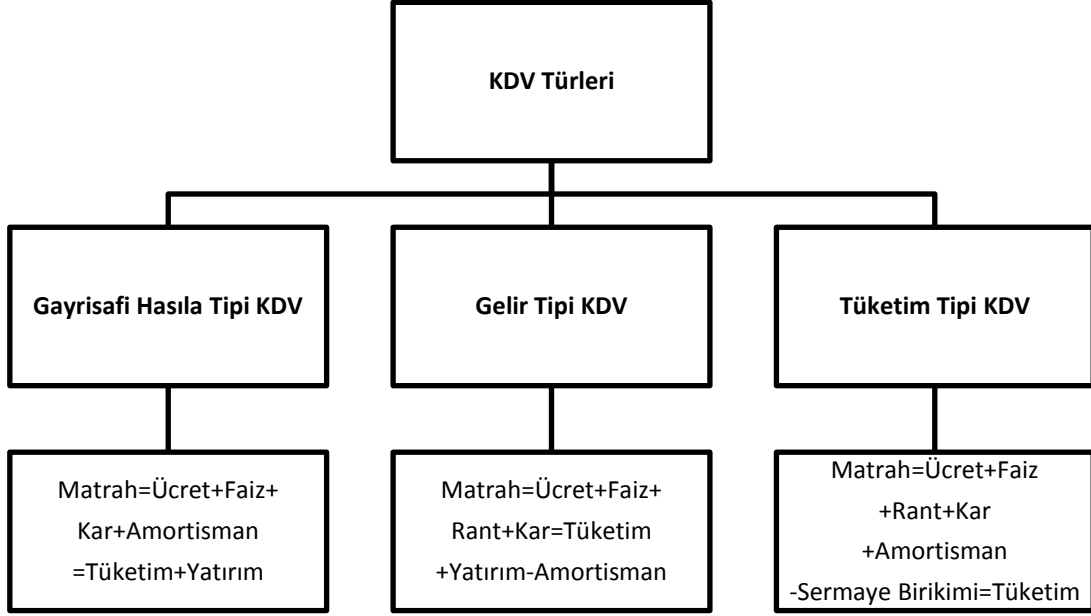 KDV Türleri
Gayrisafi Hasıla Tipi KDV
Gelir Tipi KDV
Tüketim Tipi KDV
Matrah=Ücret+Faiz+
Kar+Amortisman
=Tüketim+Yatırım
Matrah=Ücret+Faiz+
Rant+Kar=Tüketim
+Yatırım-Amortisman
Matrah=Ücret+Faiz
+Rant+Kar
+Amortisman
-Sermaye Birikimi=Tüketim